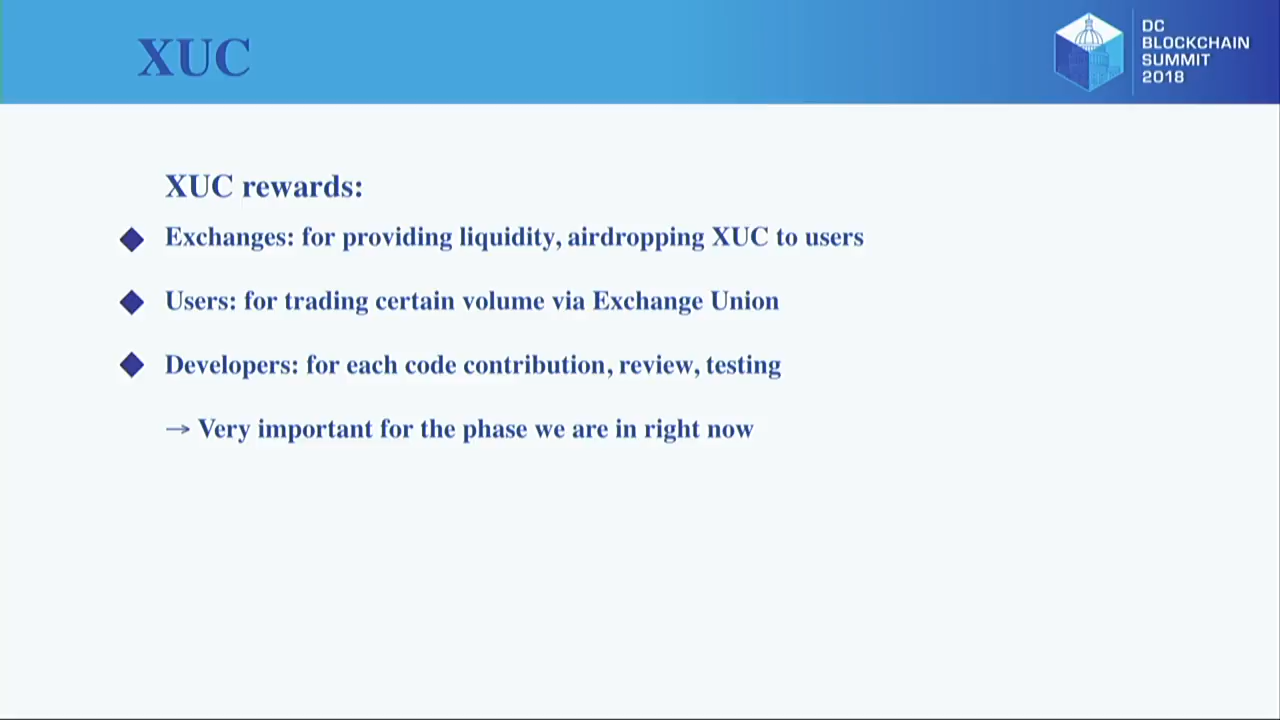 XUC
DC
BLOCKCHAIN
SUMMIT
2018
XUC rewards:
Exchanges: for providing liquidity, airdropping XUC to users
Users: for trading certain volume via Exchange Union
Developers: for each code contribution, review, testing
→ Very important for the phase we are in right now